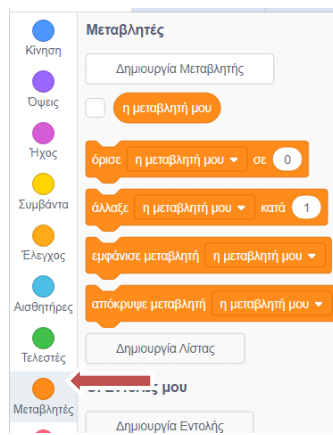 Μεταβλητές
Κίνηση
Δημιουργία Μεταβλητής
Όψεις
η μεταβλητή μου
Ήχος
όρισε η μεταβλητή μου σε 0
Συμβάντα
άλλαξε η μεταβλητή μου κατά 1
Έλεγχος
εμφάνισε μεταβλητή η μεταβλητή μου
Αισθητήρες
απόκρυψε μεταβλητή η μεταβλητή μου
Τελεστές
Δημιουργία Λίστας
μου
Μεταβλητές
Δημιουργία Εντολής